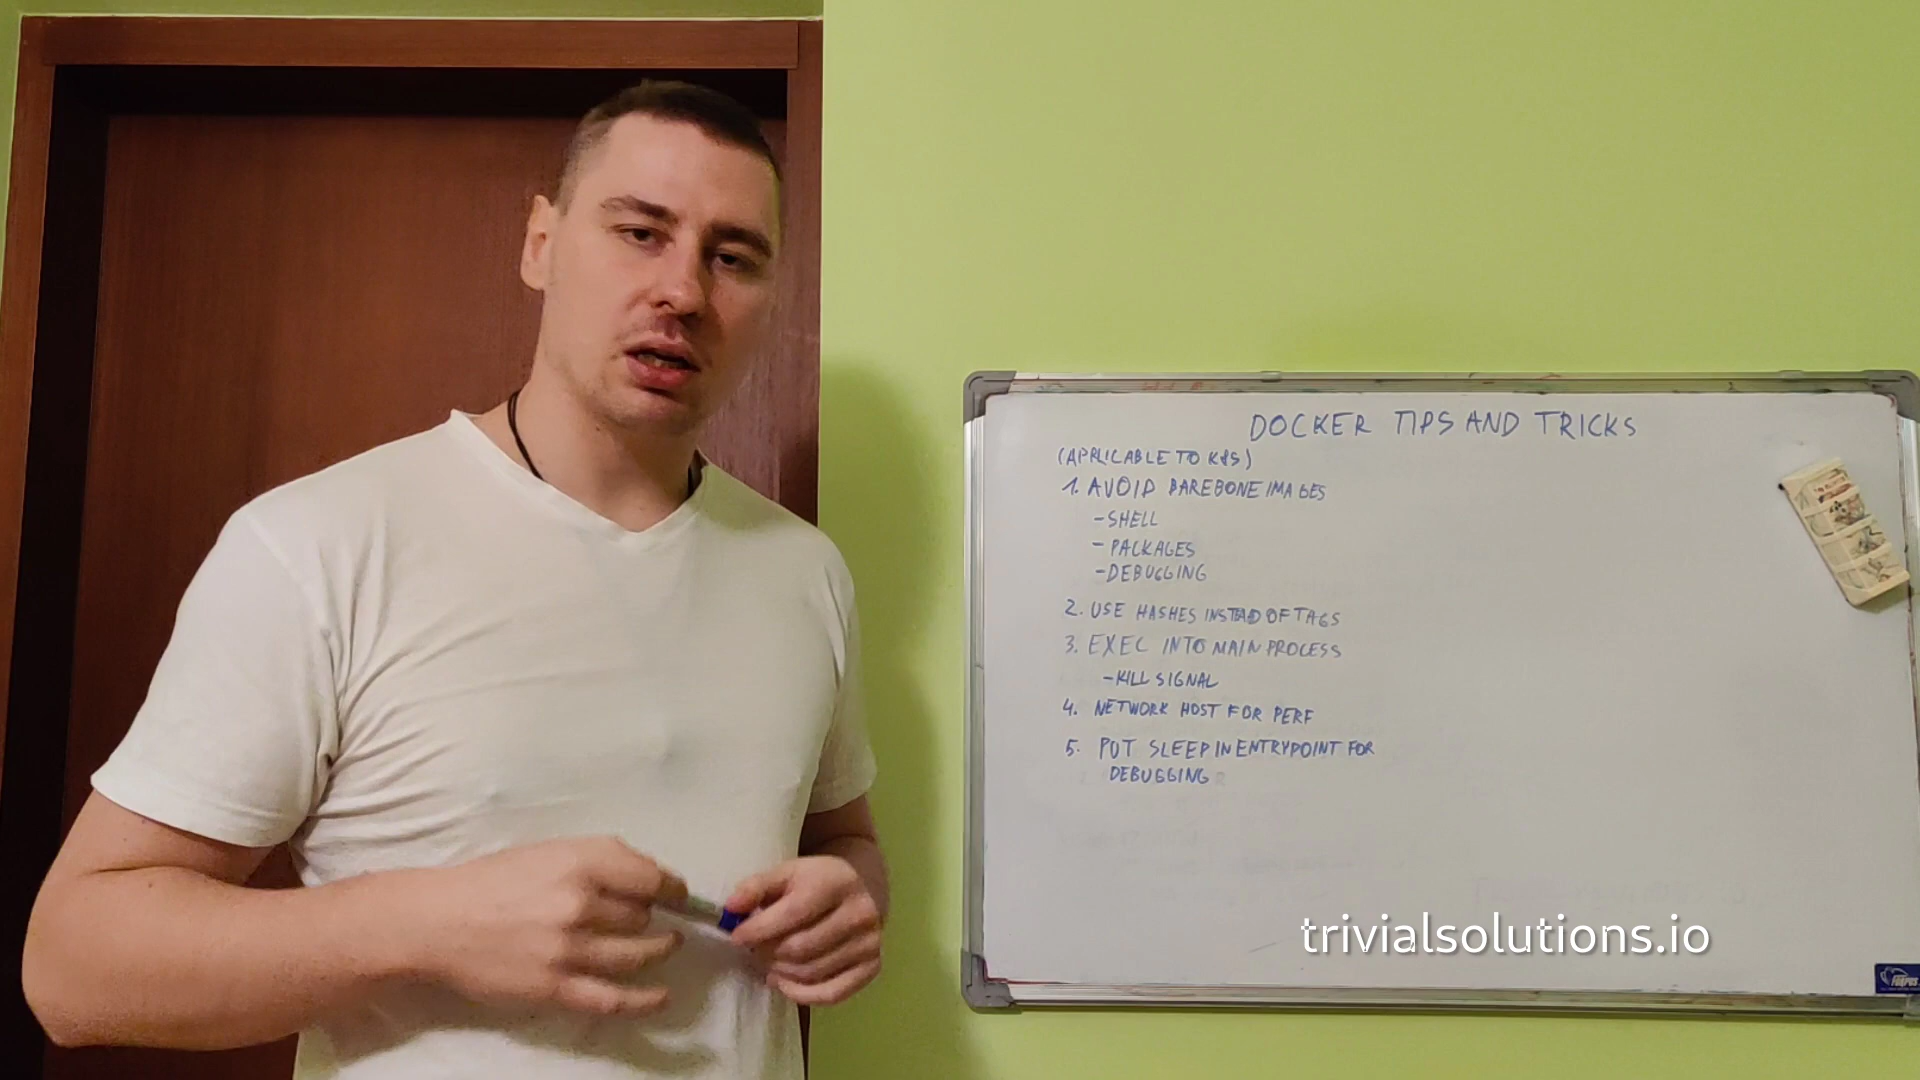 DOCKER TIPS AND TRICKS
(APPLICABLE TO K8S)
1. AVOID BAREBONE IMAGES
- SHELL
- PACKAGES
- DEBUGGING
2. USE HASHES INSTEAD OF TAGS
3. EXEC INTO MAIN PROCESS
- KILL SIGNAL
4. NETWORK HOST FOR PERF
5. PUT SLEEP IN ENTRYPOINT FOR
DEBUGGING
trivialsolutions.io